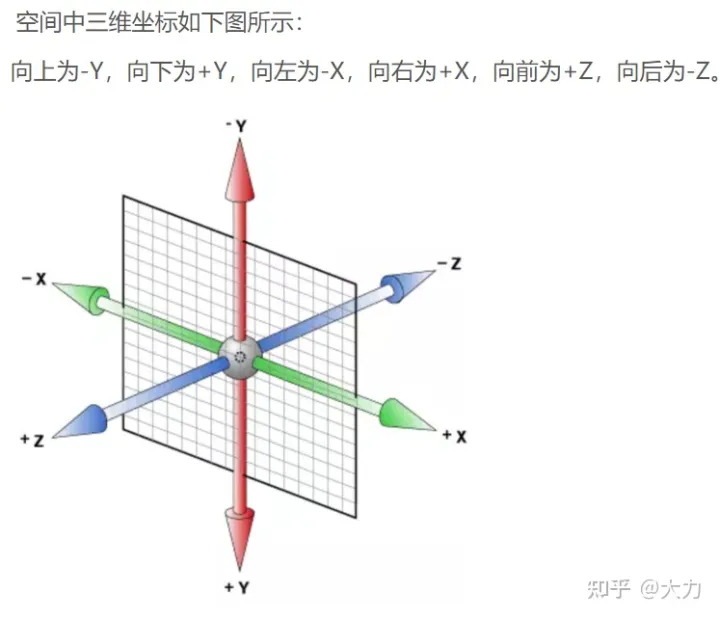 空间中三维坐标如下图所示：
向上为-Y，向下为+Y，向左为-X，向右为+X，向前为+Z，向后为-Z。
- Y
- X
- Z
+ Z
+ X
+ Y
知乎 @大力